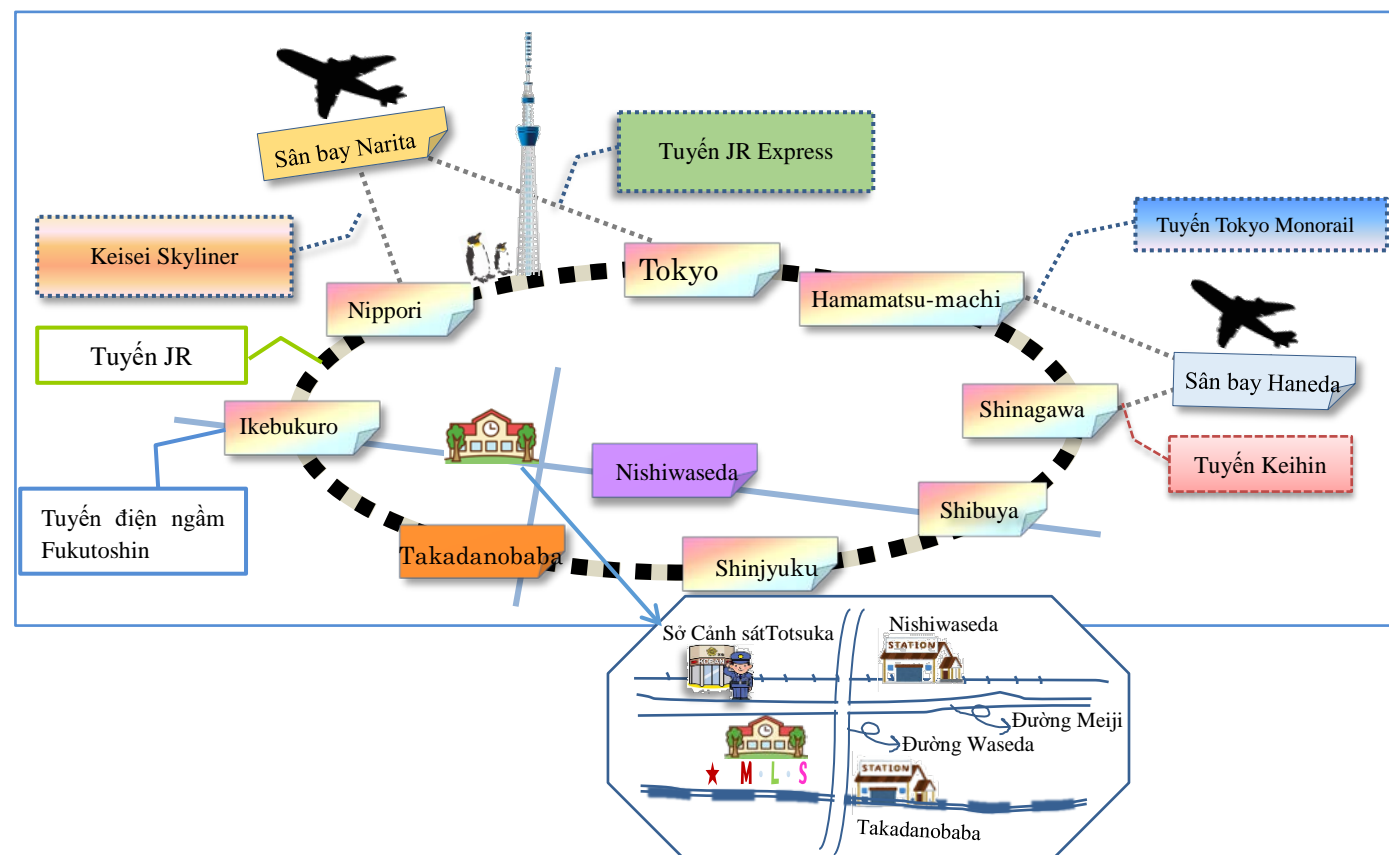 Sân bay Narita
Tuyến JR Express
Tuyến Tokyo Monorail
Keisei Skyliner
Tokyo
Hamamatsu-machi
Nippori
Tuyến JR
Sân bay Haneda
Shinagawa
Ikebukuro
Tuyến Keihin
Nishiwaseda
Shibuya
Tuyến điện ngầm
Fukutoshin
Takadanobaba
Shinjyuku
Sở Cảnh sátTotsuka
Nishiwaseda
STATION
KOBAN
Đường Meiji
Đường Waseda
★ M·L·S
STATION
Takadanobaba